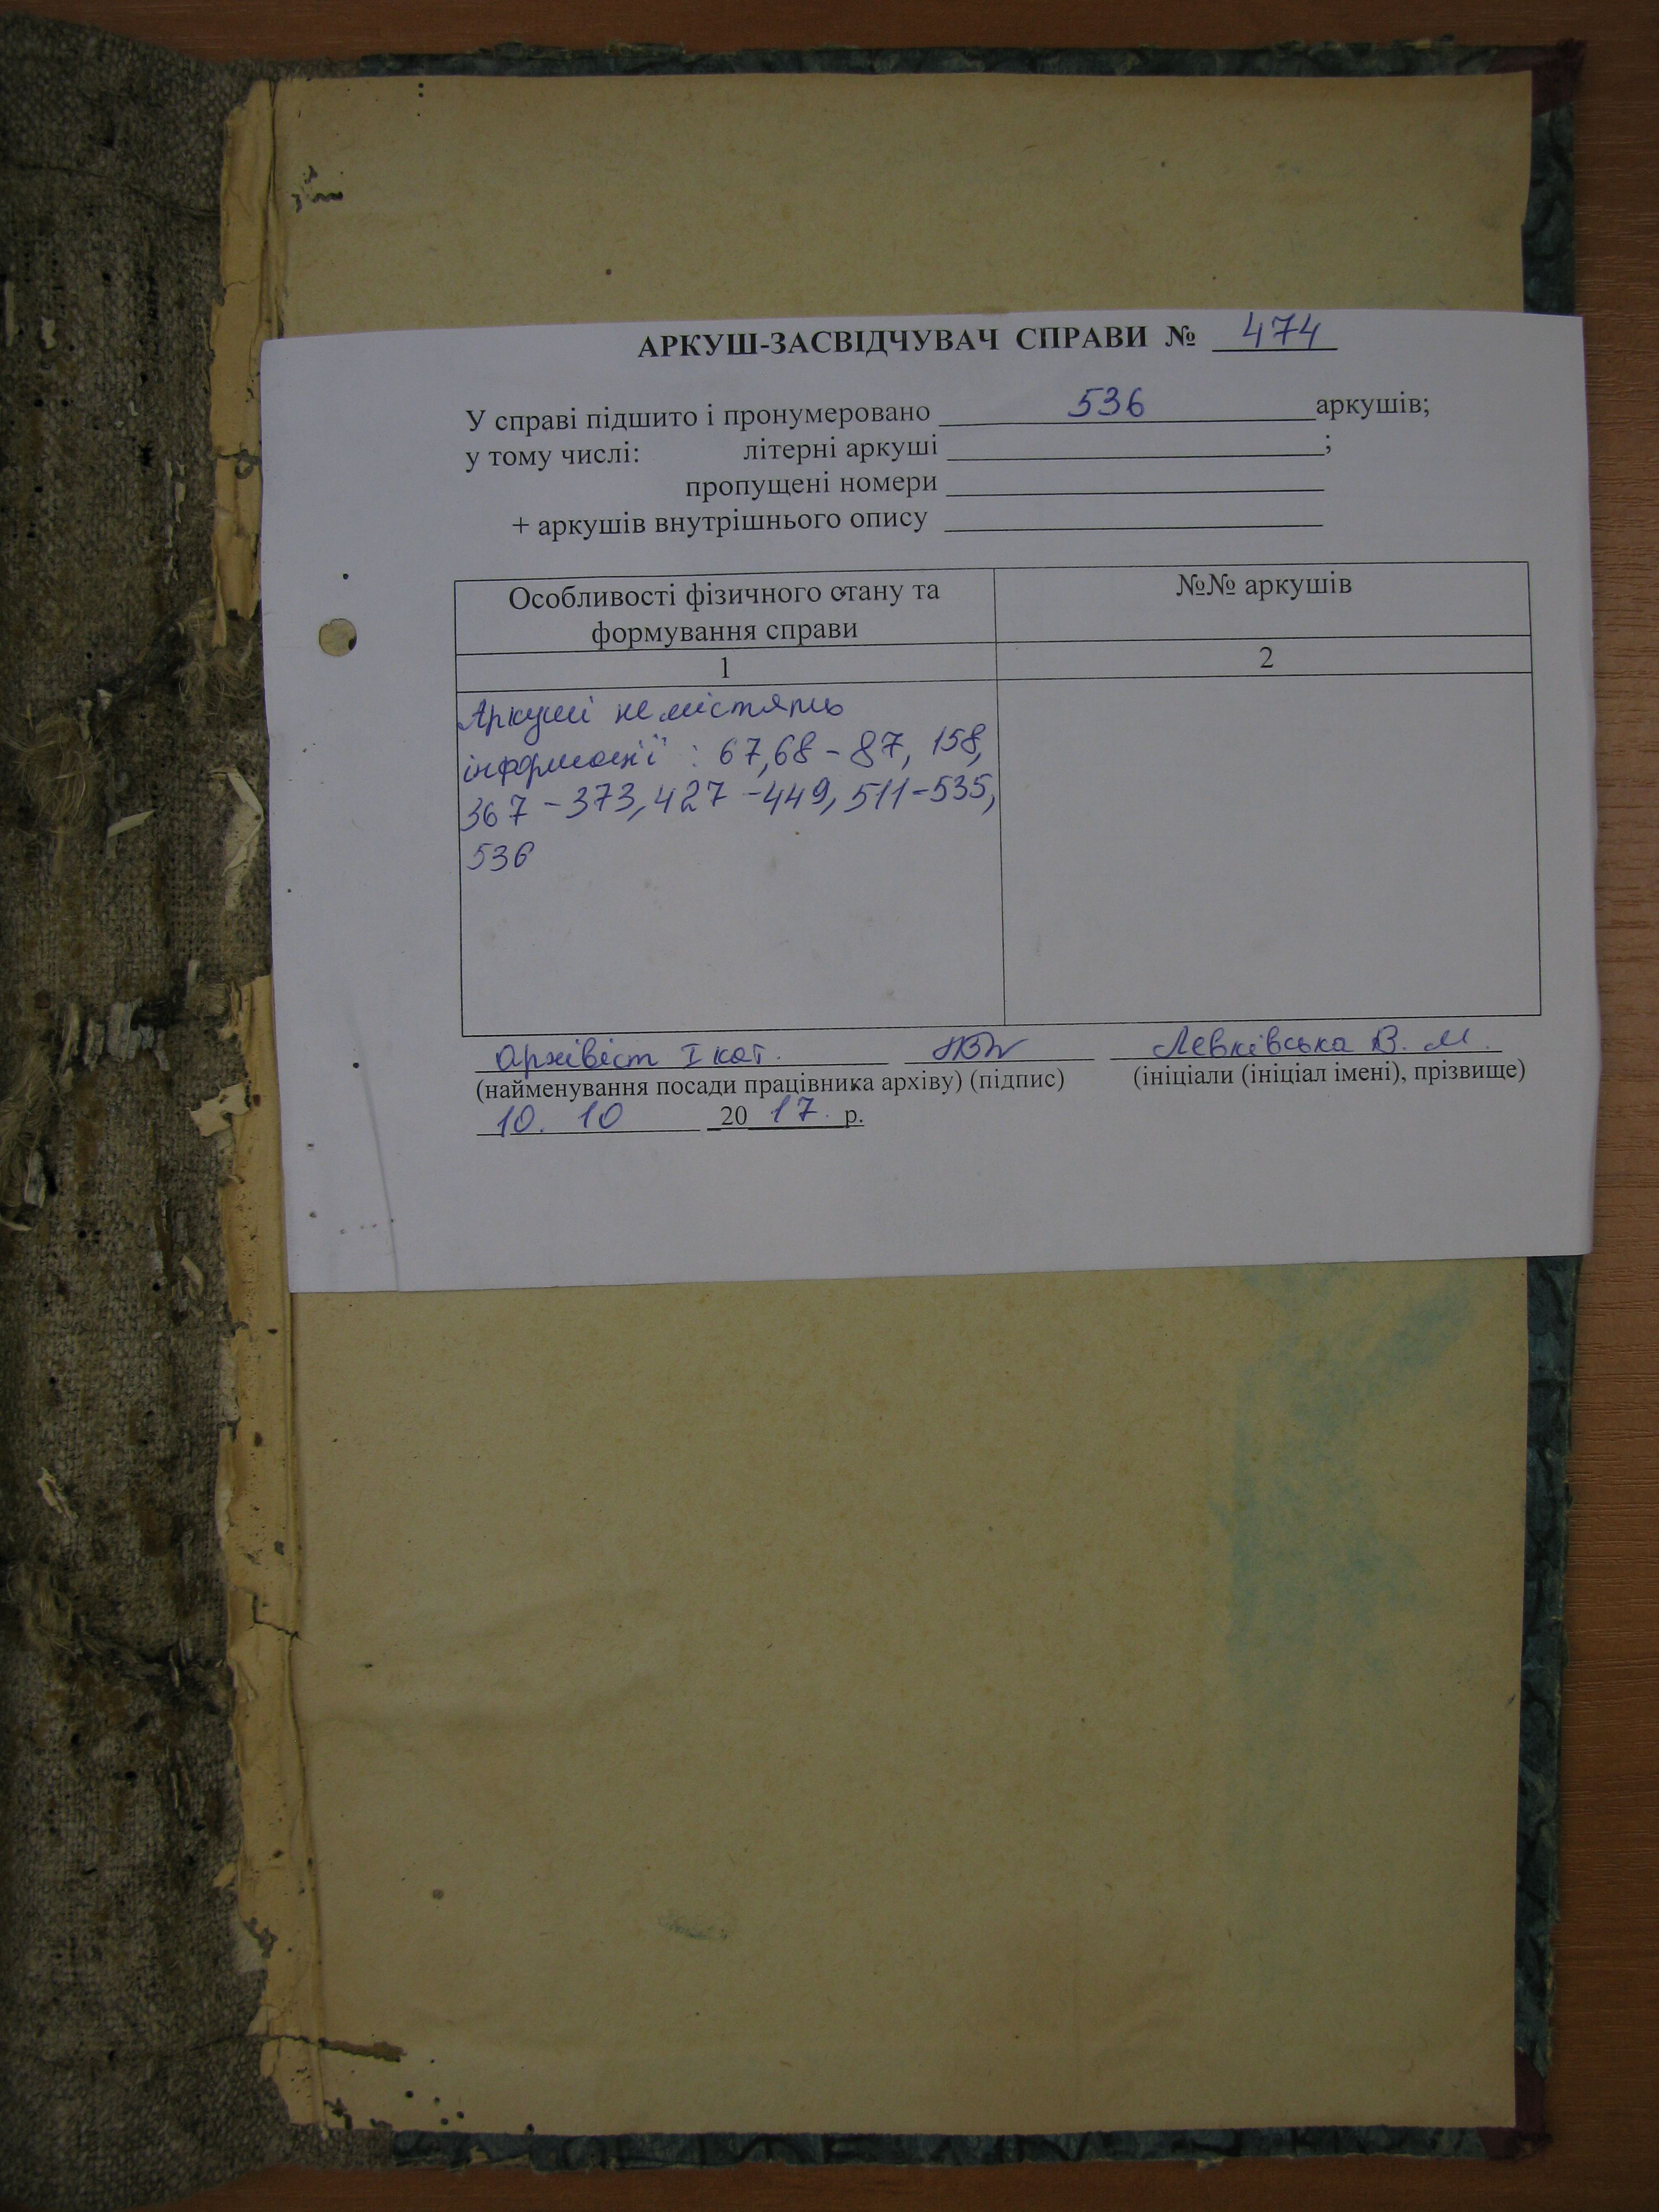 АРКУШ-ЗАСВІДЧУВАЧ СПРАВИ № 474
У справі підшито і пронумеровано 536 аркушів;
у тому числі: літерні аркуші ;
пропущені номери
+ аркушів внутрішнього опису
Особливості фізичного стану та
формування справи
№№ аркушів
1
2
Аркуші не містять
інформації : 67,68-87, 158,
367-373, 427-449, 511-535,
536
Архівіст І кат. Левківська В. М.
(найменування посади працівника архіву) (підпис) (ініціали (ініціал імені), прізвище)
10. 10 2017. р.